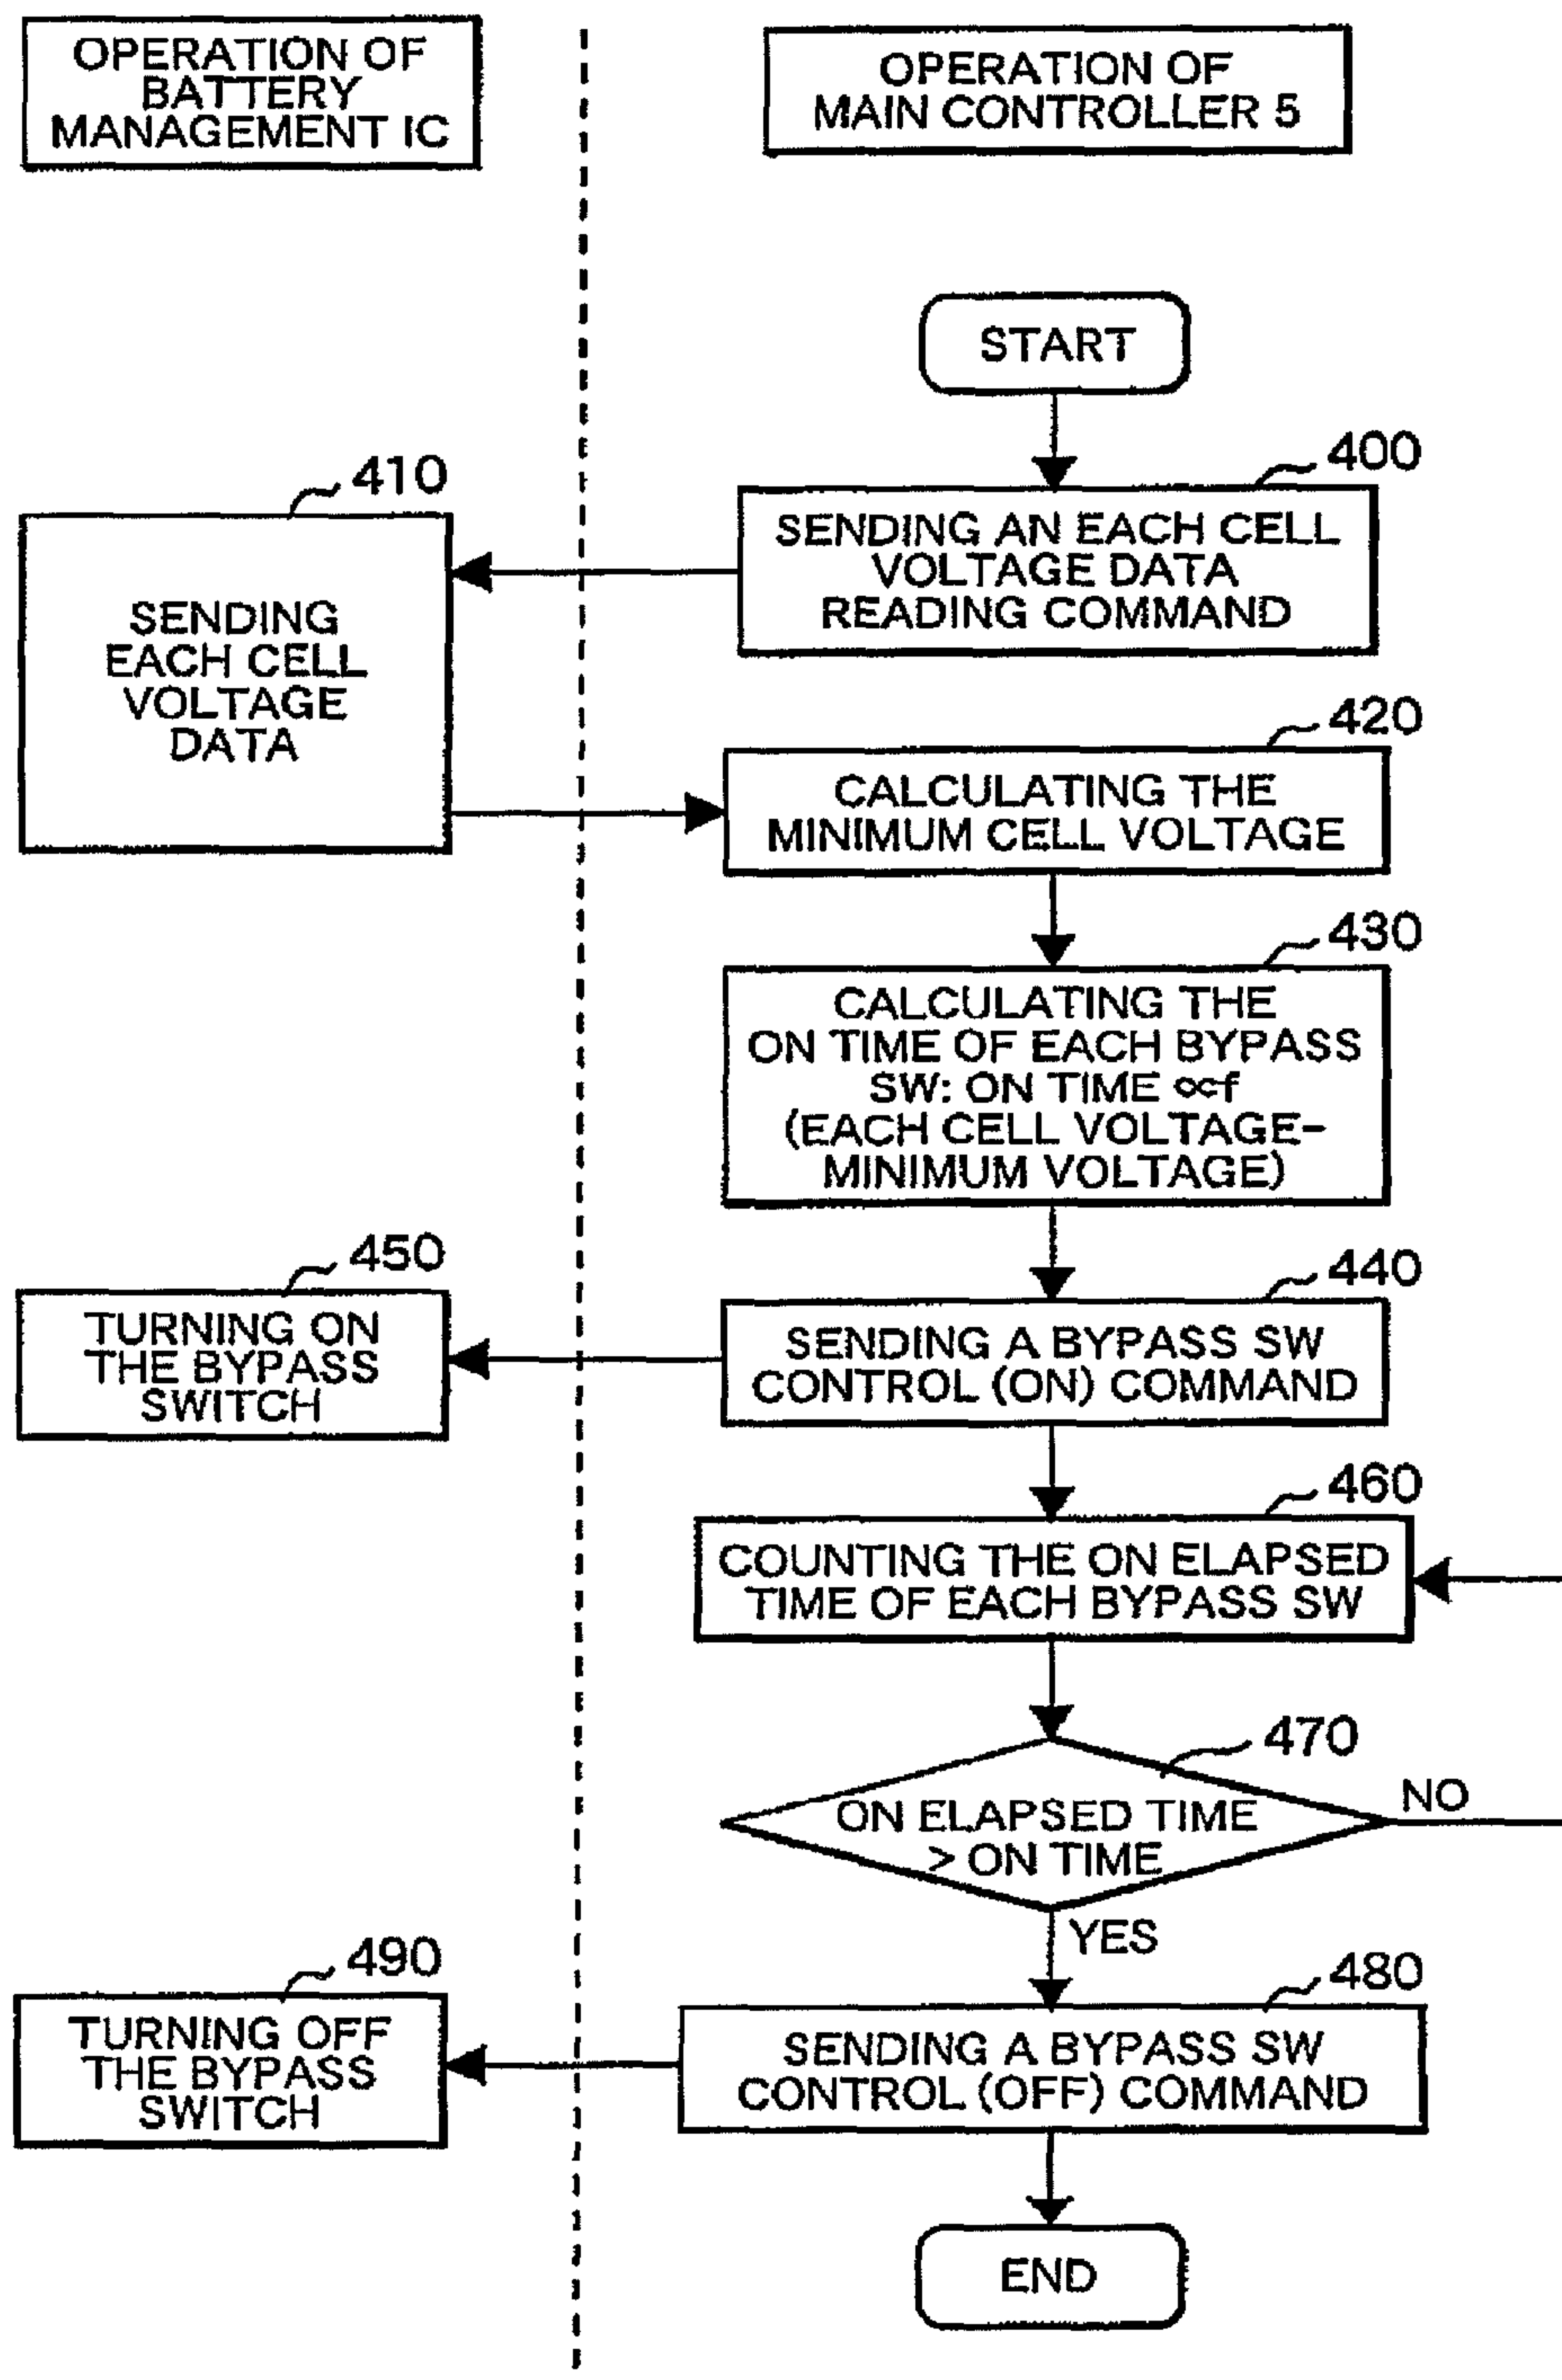 OPERATION OF
BATTERY
MANAGEMENT IC
OPERATION OF
MAIN CONTROLLER 5
START
400
SENDING AN EACH CELL
VOLTAGE DATA
READING COMMAND
410
SENDING
EACH CELL
VOLTAGE
DATA
420
CALCULATING THE
MINIMUM CELL VOLTAGE
430
CALCULATING THE
ON TIME OF EACH BYPASS
SW: ON TIME ∝f
(EACH CELL VOLTAGE-
MINIMUM VOLTAGE)
440
SENDING A BYPASS SW
CONTROL (ON) COMMAND
450
TURNING ON
THE BYPASS
SWITCH
460
COUNTING THE ON ELAPSED
TIME OF EACH BYPASS SW
470
ON ELAPSED TIME
> ON TIME
NO
YES
480
SENDING A BYPASS SW
CONTROL (OFF) COMMAND
490
TURNING OFF
THE BYPASS
SWITCH
END